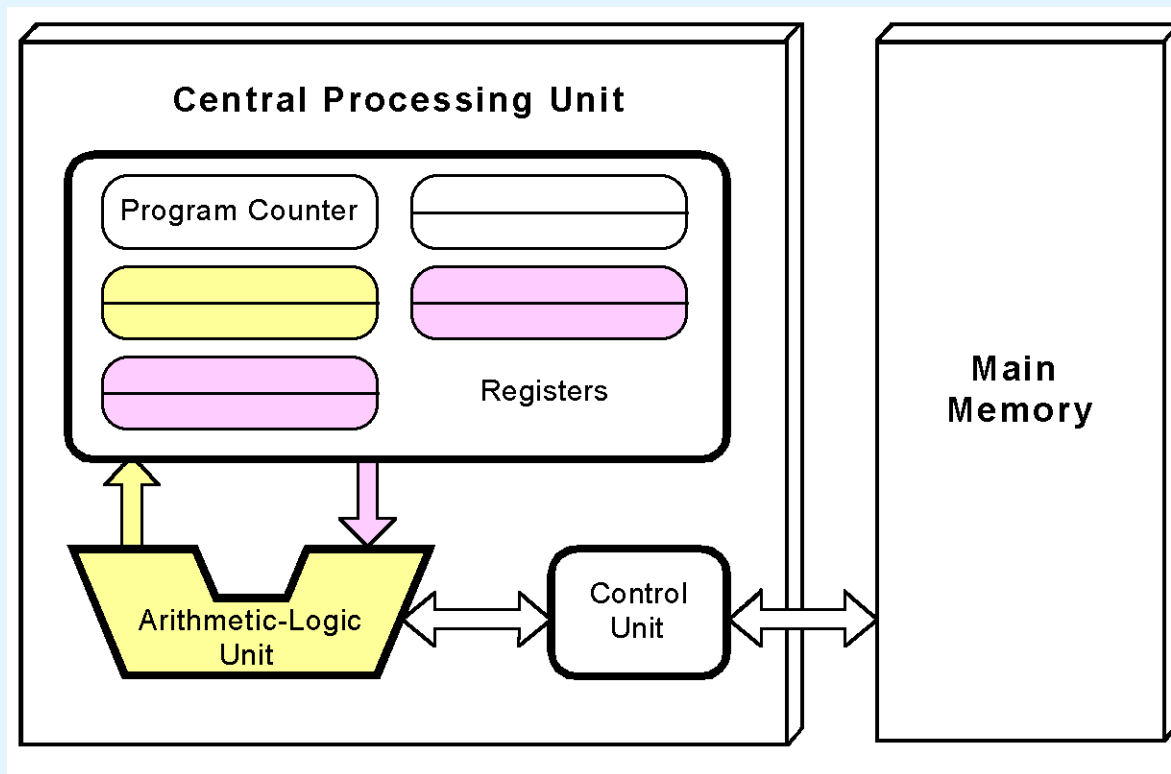 Central Processing Unit
Program Counter
Registers
Main
Memory
Arithmetic-Logic
Unit
Control
Unit